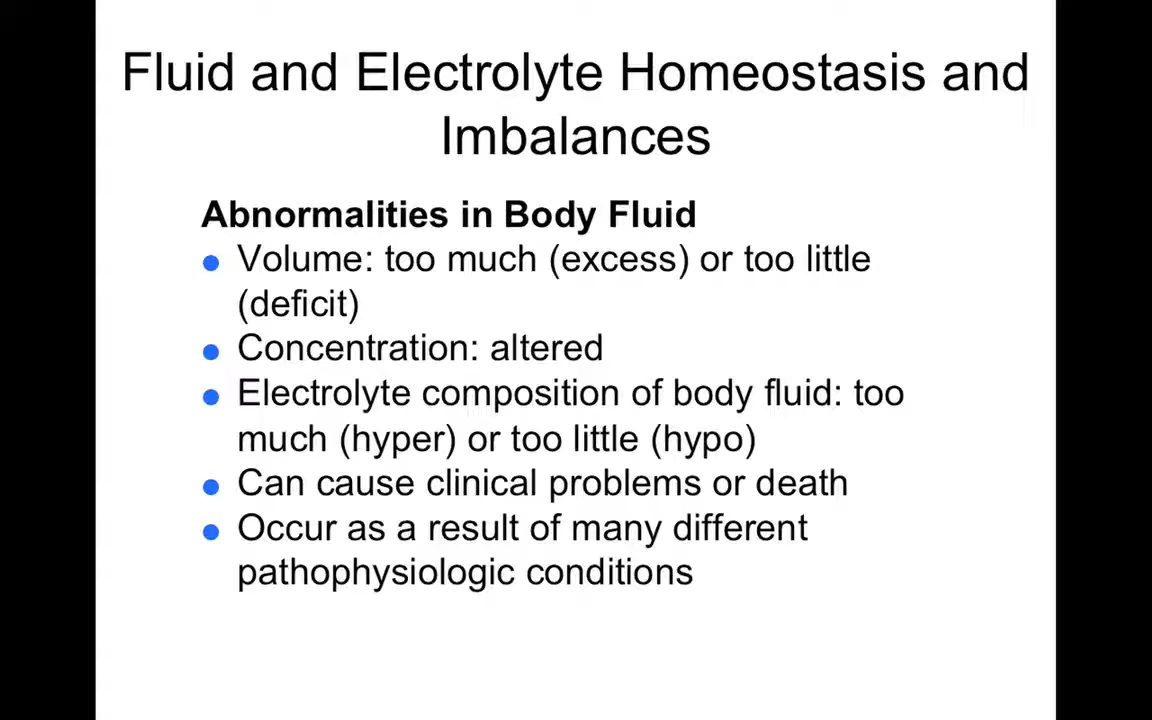 Fluid and Electrolyte Homeostasis and
Imbalances
Abnormalities in Body Fluid
● Volume: too much (excess) or too little
(deficit)
● Concentration: altered
● Electrolyte composition of body fluid: too
much (hyper) or too little (hypo)
● Can cause clinical problems or death
● Occur as a result of many different
pathophysiologic conditions